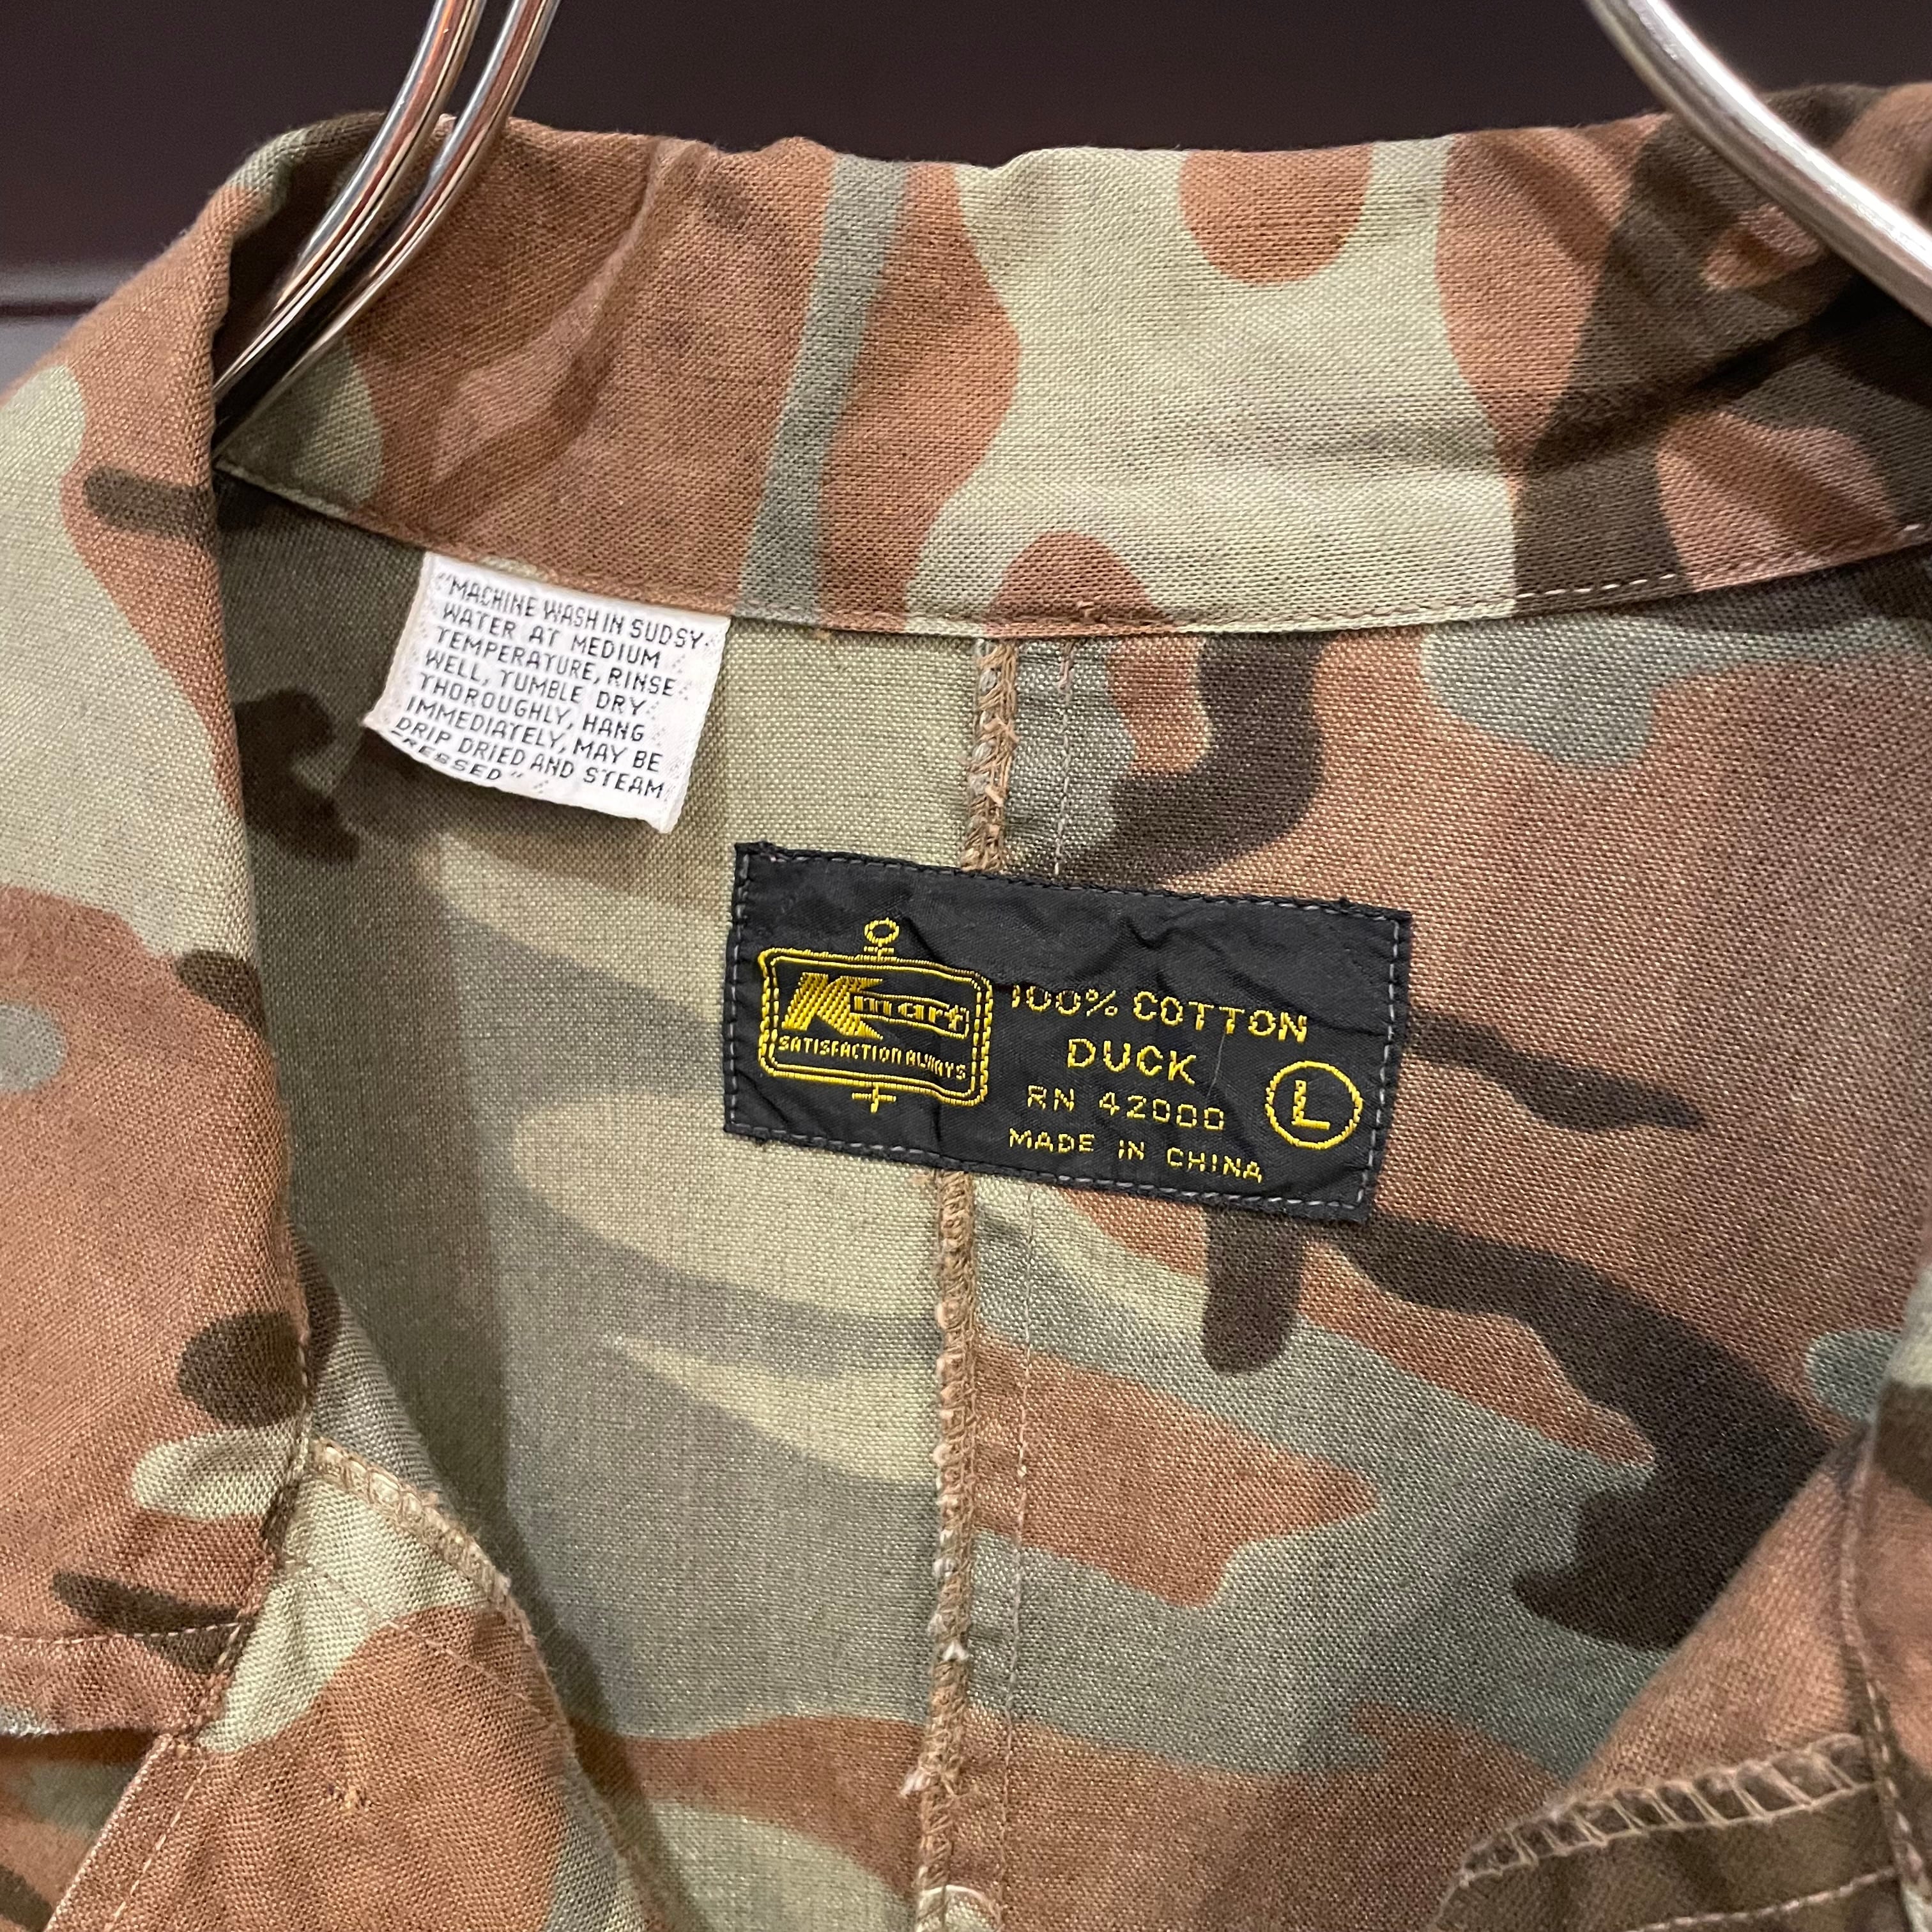 "MACHINE WASH IN SUDSY
WATER AT MEDIUM
TEMPERATURE, RINSE
WELL, TUMBLE DRY
THOROUGHLY, HANG
IMMEDIATELY, MAY BE
DRIP DRIED AND STEAM
PRESSED"
Kmart
SATISFACTION ALWAYS
100% COTTON
DUCK
RN 42000
MADE IN CHINA
L